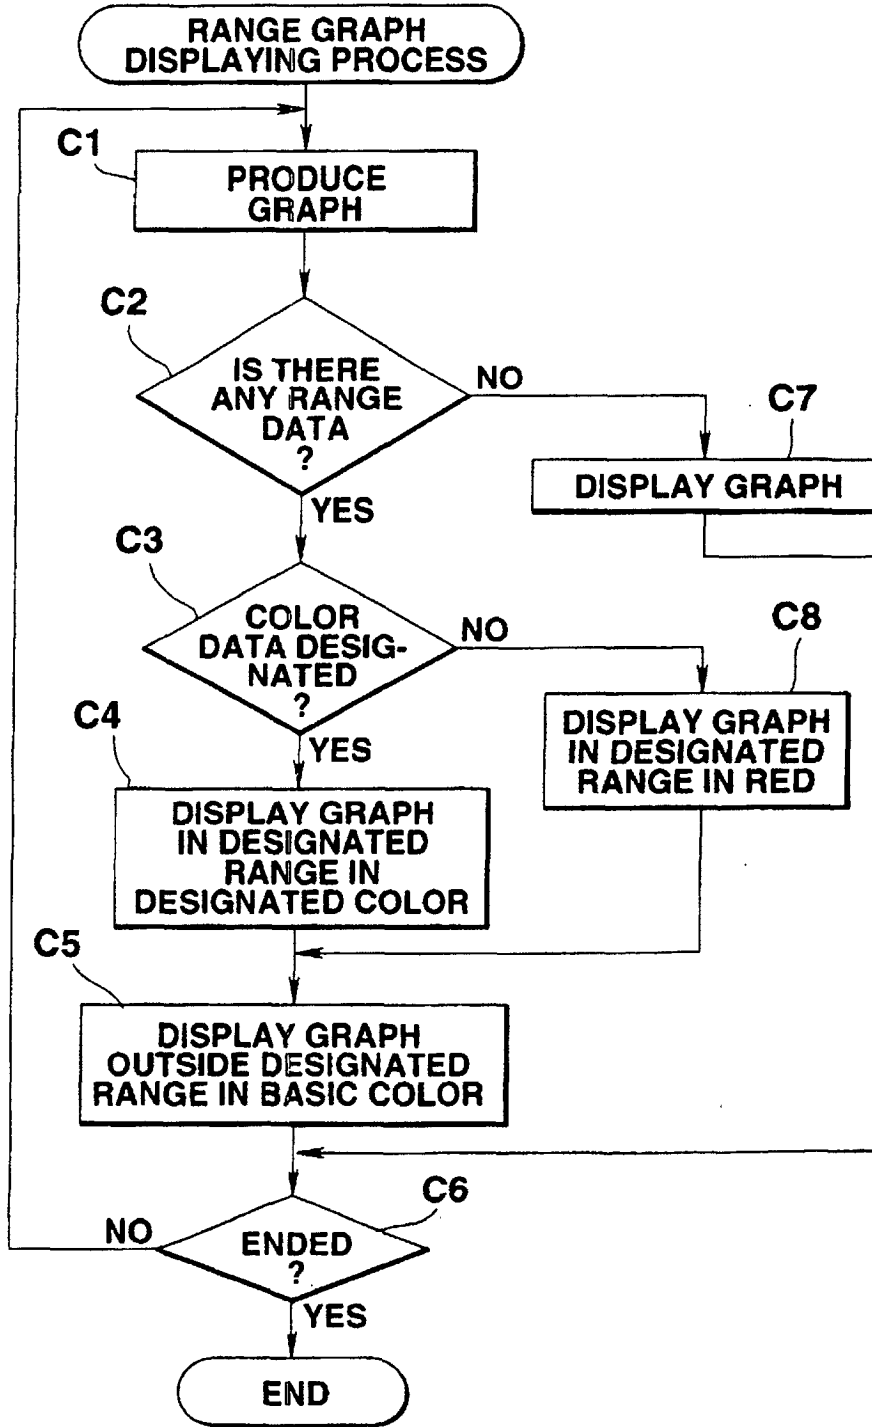 RANGE GRAPH
DISPLAYING PROCESS
C1
PRODUCE
GRAPH
C2
IS THERE
ANY RANGE
DATA
?
NO
YES
C7
DISPLAY GRAPH
C3
COLOR
DATA DESIG-
NATED
?
NO
YES
C8
DISPLAY GRAPH
IN DESIGNATED
RANGE IN RED
C4
DISPLAY GRAPH
IN DESIGNATED
RANGE IN
DESIGNATED COLOR
C5
DISPLAY GRAPH
OUTSIDE DESIGNATED
RANGE IN BASIC COLOR
C6
ENDED
?
NO
YES
END